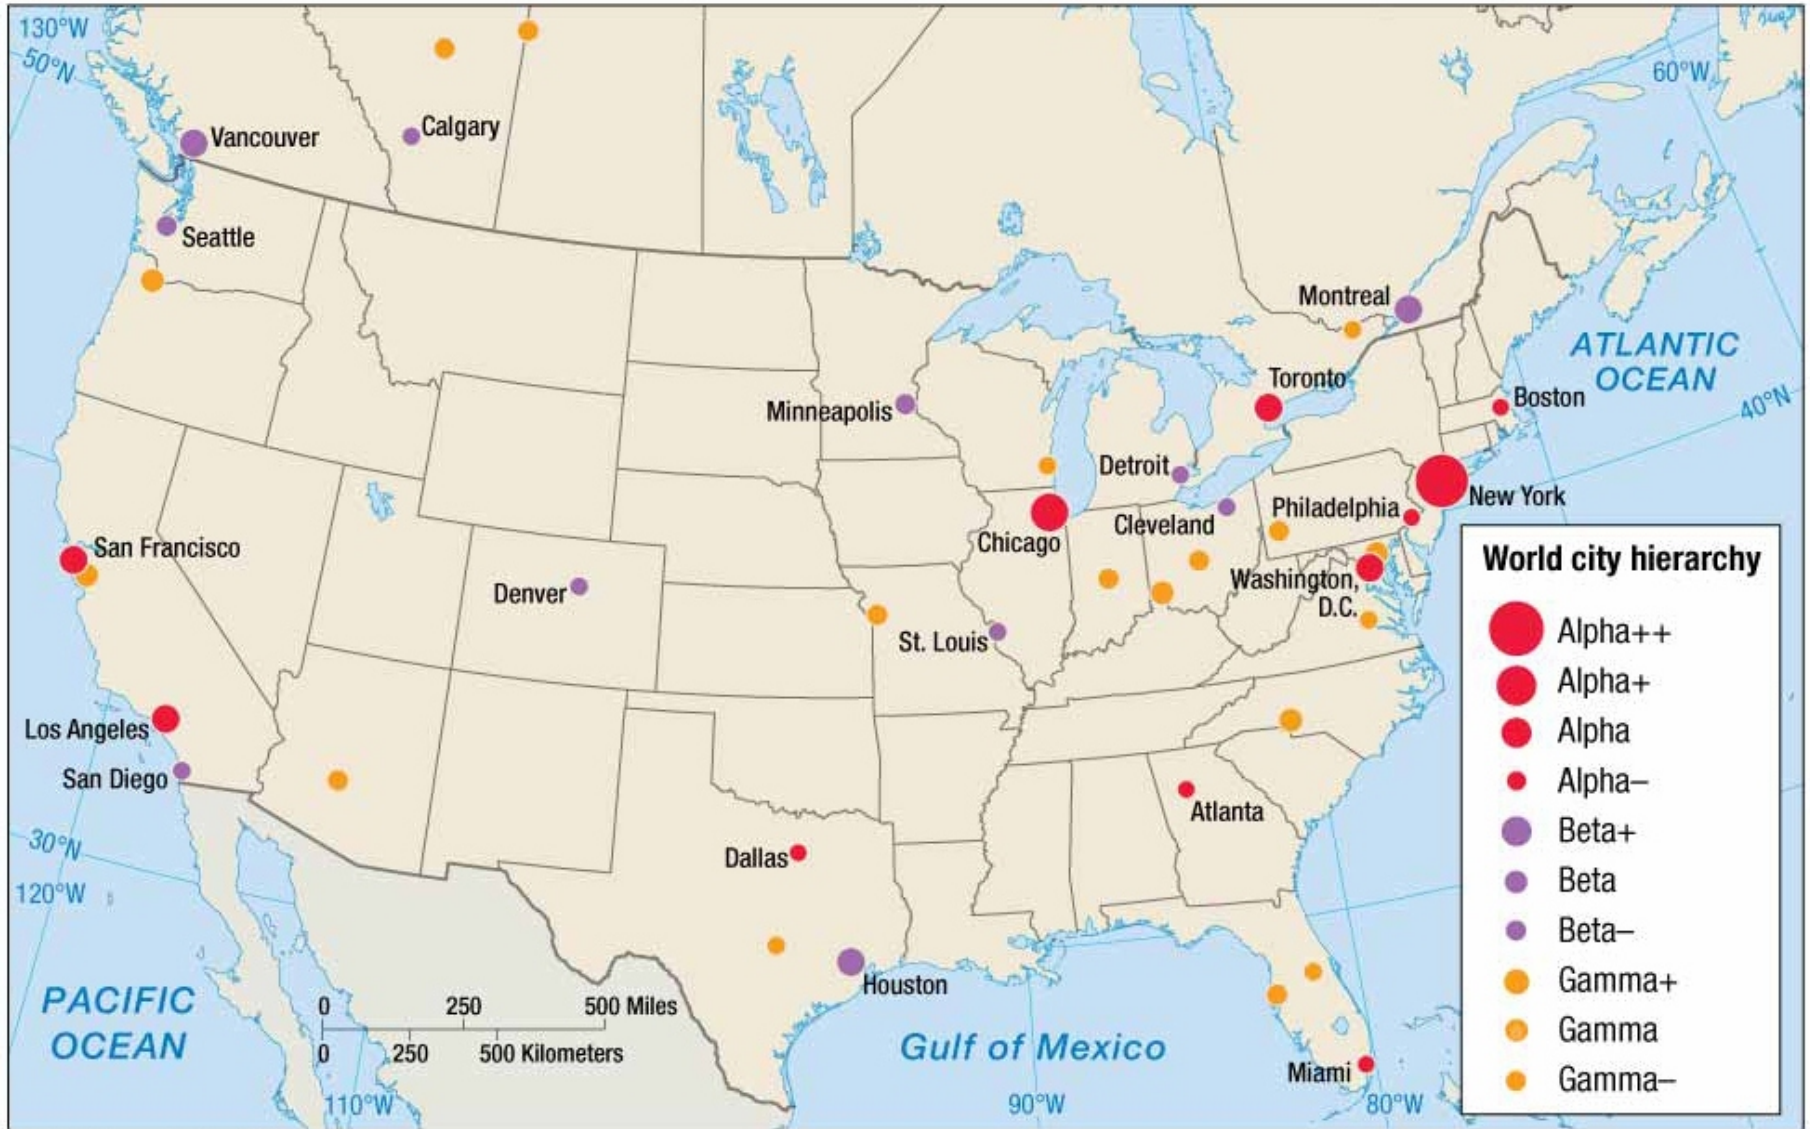 130°W
50°N
60°W
Vancouver
Calgary
Seattle
Montreal
ATLANTIC
OCEAN
Toronto
Boston
40°N
Minneapolis
Detroit
New York
Philadelphia
Cleveland
Chicago
San Francisco
Washington,
D.C.
Denver
St. Louis
Los Angeles
San Diego
Atlanta
30°N
Dallas
120°W
Houston
PACIFIC
OCEAN
0 250 500 Miles
0 250 500 Kilometers
Gulf of Mexico
Miami
110°W
90°W
80°W
World city hierarchy
Alpha++
Alpha+
Alpha
Alpha–
Beta+
Beta
Beta–
Gamma+
Gamma
Gamma–